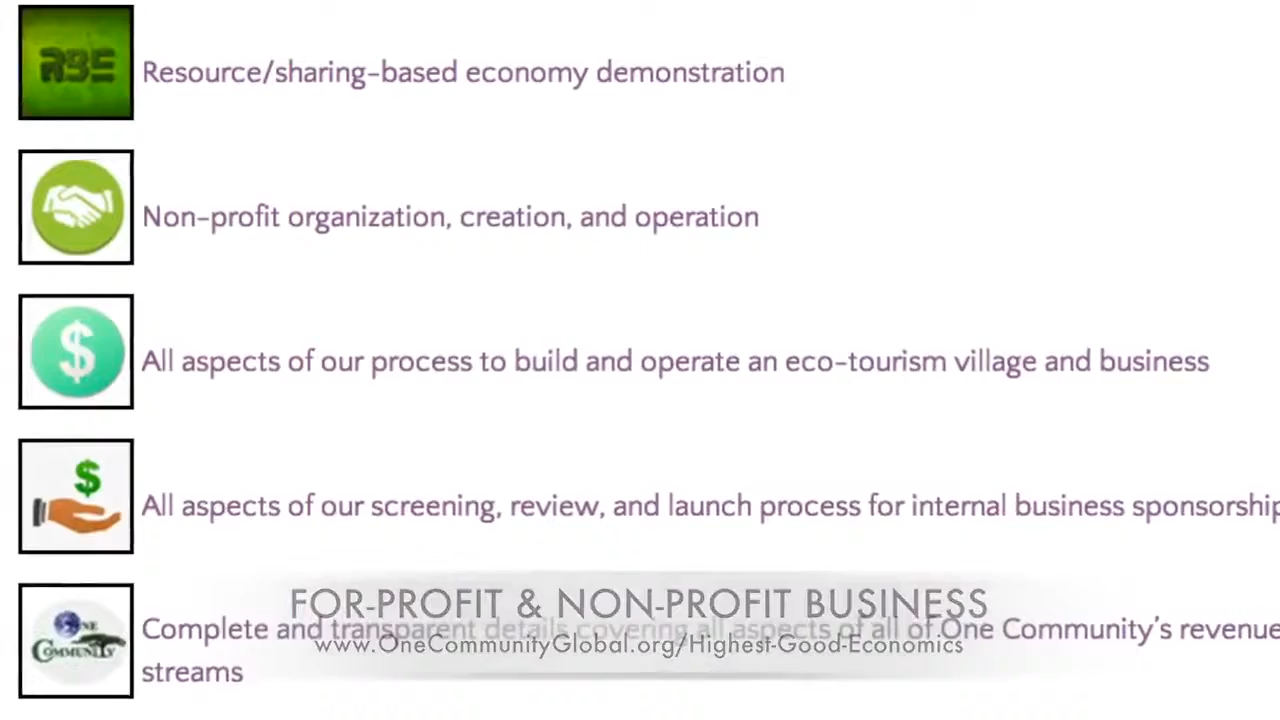 RBE
Resource/sharing-based economy demonstration
Non-profit organization, creation, and operation
$
All aspects of our process to build and operate an eco-tourism village and business
$
All aspects of our screening, review, and launch process for internal business sponsorship
FOR-PROFIT & NON-PROFIT BUSINESS
ONE COMMUNITY
Complete and transparent details covering all aspects of all of One Community's revenue
www.OneCommunityGlobal.org/Highest-Good-Economics
streams